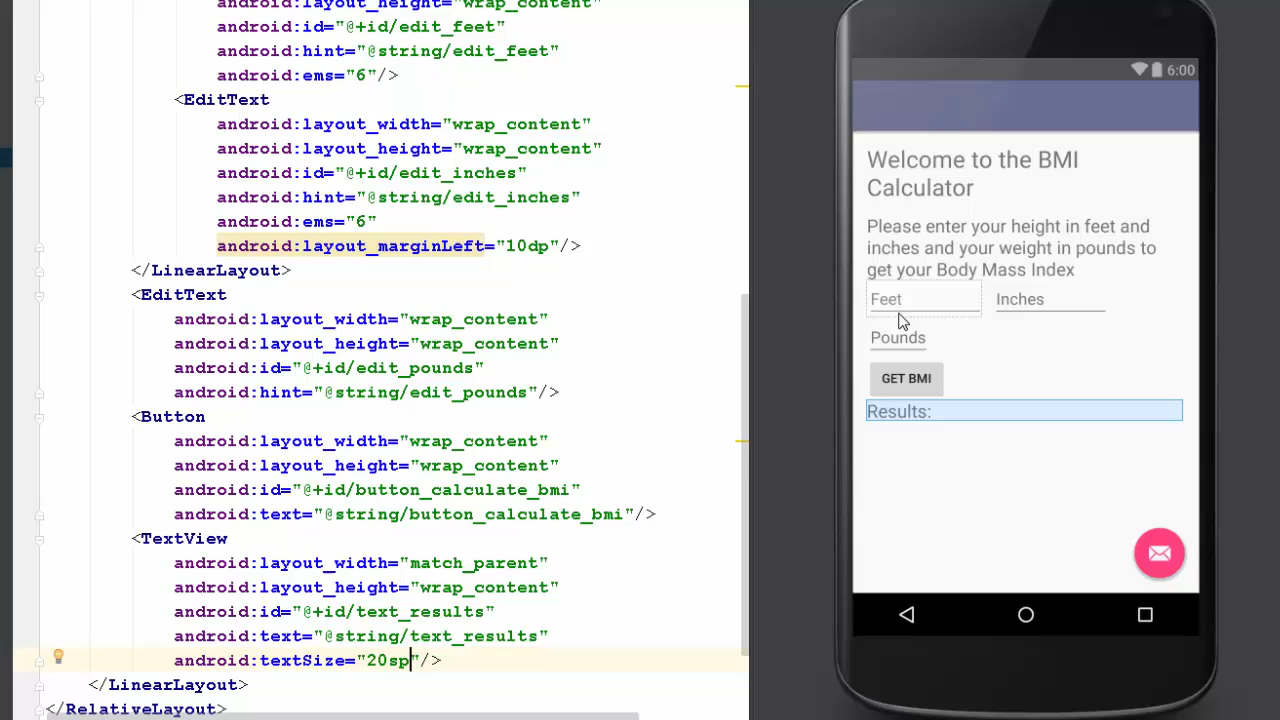 android:layout_height="wrap_content"
android:id="@+id/edit_feet"
android:hint="@string/edit_feet"
android:ems="6"/>
<EditText
android:layout_width="wrap_content"
android:layout_height="wrap_content"
android:id="@+id/edit_inches"
android:hint="@string/edit_inches"
android:ems="6"
android:layout_marginLeft="10dp"/>
</LinearLayout>
<EditText
android:layout_width="wrap_content"
android:layout_height="wrap_content"
android:id="@+id/edit_pounds"
android:hint="@string/edit_pounds"/>
<Button
android:layout_width="wrap_content"
android:layout_height="wrap_content"
android:id="@+id/button_calculate_bmi"
android:text="@string/button_calculate_bmi"/>
<TextView
android:layout_width="match_parent"
android:layout_height="wrap_content"
android:id="@+id/text_results"
android:text="@string/text_results"
android:textSize="20sp"/>
</LinearLayout>
</RelativeLayout>
6:00
Welcome to the BMI
Calculator
Please enter your height in feet and
inches and your weight in pounds to
get your Body Mass Index
Feet Inches
Pounds
GET BMI
Results: